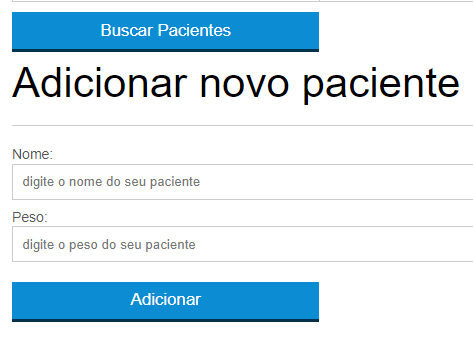 Buscar Pacientes
Adicionar novo paciente
Nome:
digite o nome do seu paciente
Peso:
digite o peso do seu paciente
Adicionar